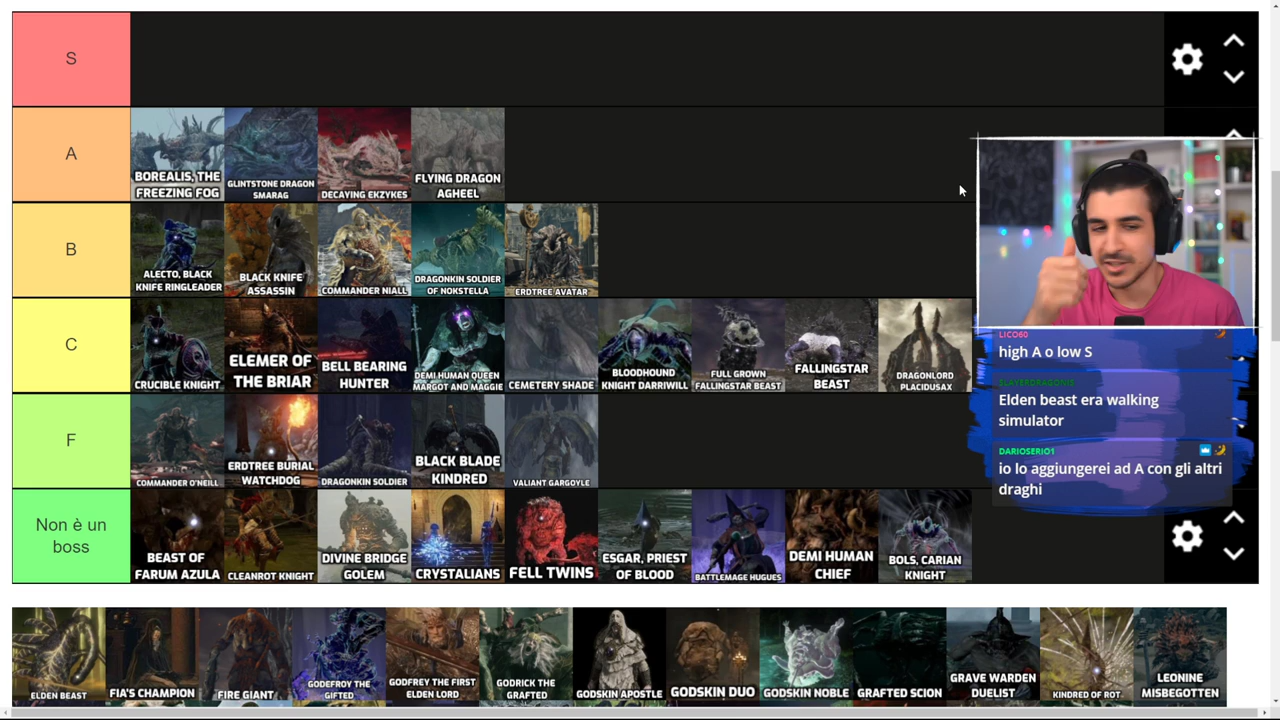 S
A
BOREALIS, THE
FREEZING FOG
GLINTSTONE DRAGON
SMARAG
DECAYING EKZYKES
FLYING DRAGON
AGHEEL
B
ALECTO, BLACK
KNIFE RINGLEADER
BLACK KNIFE
ASSASSIN
COMMANDER NIALL
DRAGONKIN SOLDIER
OF NOKSTELLA
ERDTREE AVATAR
C
CRUCIBLE KNIGHT
ELEMER OF
THE BRIAR
BELL BEARING
HUNTER
DEMI HUMAN QUEEN
MARGOT AND MAGGIE
CEMETERY SHADE
BLOODHOUND
KNIGHT DARRIWILL
FULL GROWN
FALLINGSTAR BEAST
FALLINGSTAR
BEAST
DRAGONLORD
PLACIDUSAX
F
COMMANDER O'NEILL
ERDTREE BURIAL
WATCHDOG
DRAGONKIN SOLDIER
BLACK BLADE
KINDRED
VALIANT GARGOYLE
Non è un
boss
BEAST OF
FARUM AZULA
CLEANROT KNIGHT
DIVINE BRIDGE
GOLEM
CRYSTALIANS
FELL TWINS
ESGAR, PRIEST
OF BLOOD
BATTLEMAGE HUGUES
DEMI HUMAN
CHIEF
BOLS, CARIAN
KNIGHT
LICO60
high A o low S
Elden beast era walking
simulator
DARIOSERIO1
io lo aggiungerei ad A con gli altri
draghi
ELDEN BEAST
FIA'S CHAMPION
FIRE GIANT
GODEFROY THE
GIFTED
GODFREY THE FIRST
ELDEN LORD
GODRICK THE
GRAFTED
GODSKIN APOSTLE
GODSKIN DUO
GODSKIN NOBLE
GRAFTED SCION
GRAVE WARDEN
DUELIST
KINDRED OF ROT
LEONINE
MISBEGOTTEN